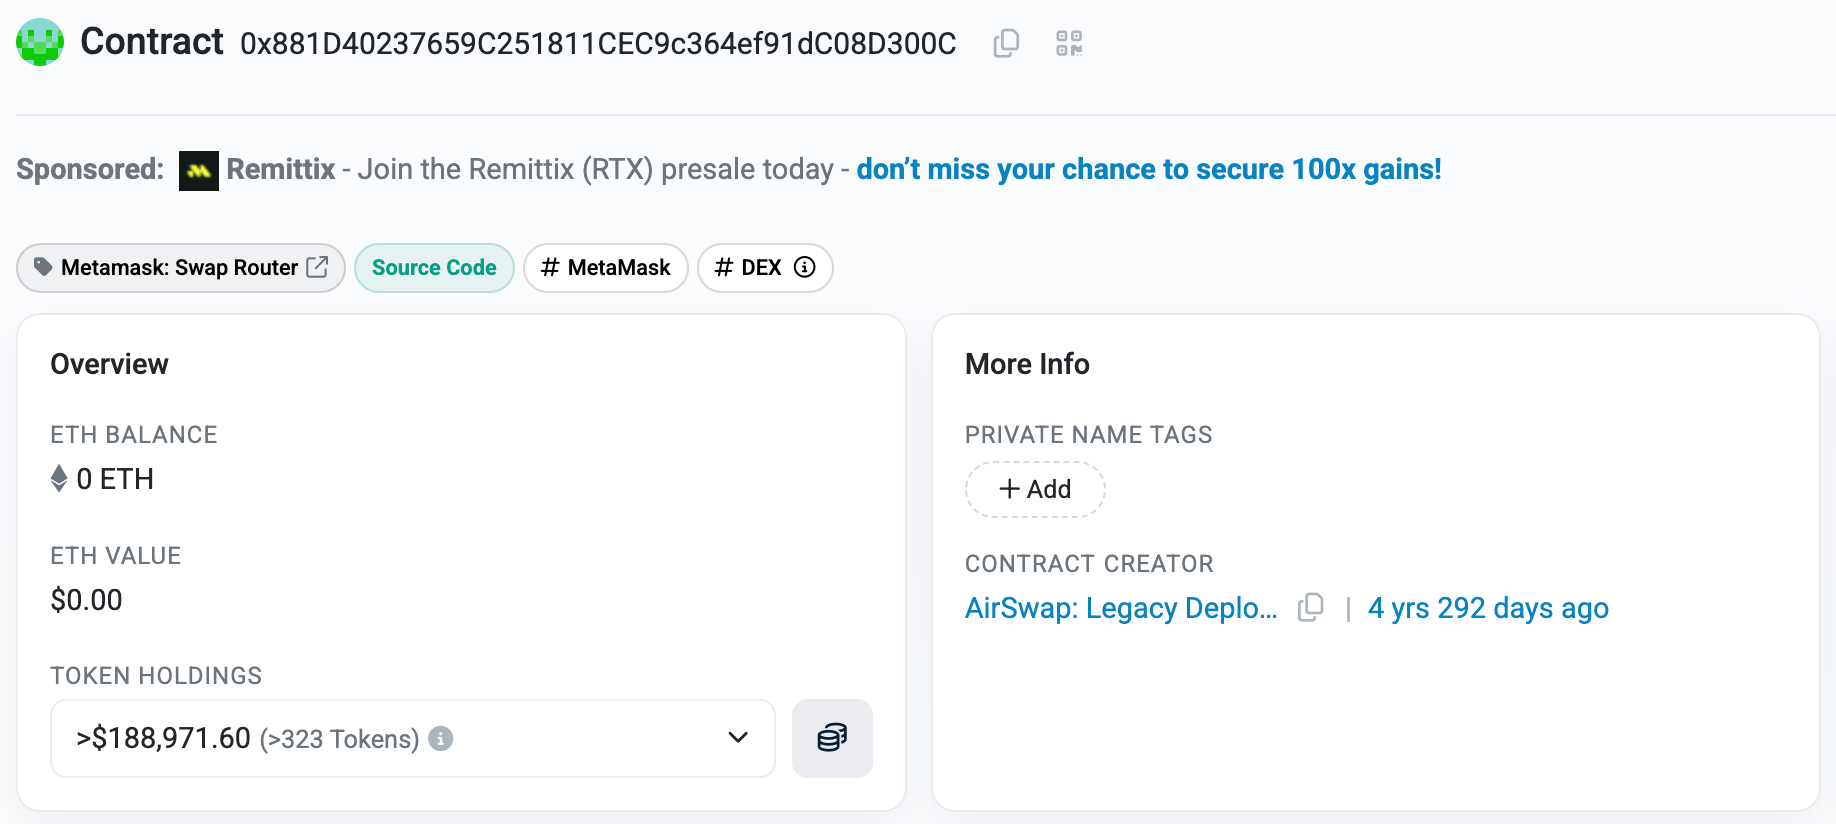 Contract 0x881D40237659C251811CEC9c364ef91dC08D300C
Sponsored: Remittix - Join the Remittix (RTX) presale today - don’t miss your chance to secure 100x gains!
Metamask: Swap Router Source Code # MetaMask # DEX
Overview
ETH BALANCE
0 ETH
ETH VALUE
$0.00
TOKEN HOLDINGS
>$188,971.60 (>323 Tokens)
More Info
PRIVATE NAME TAGS
+ Add
CONTRACT CREATOR
AirSwap: Legacy Deplo... | 4 yrs 292 days ago